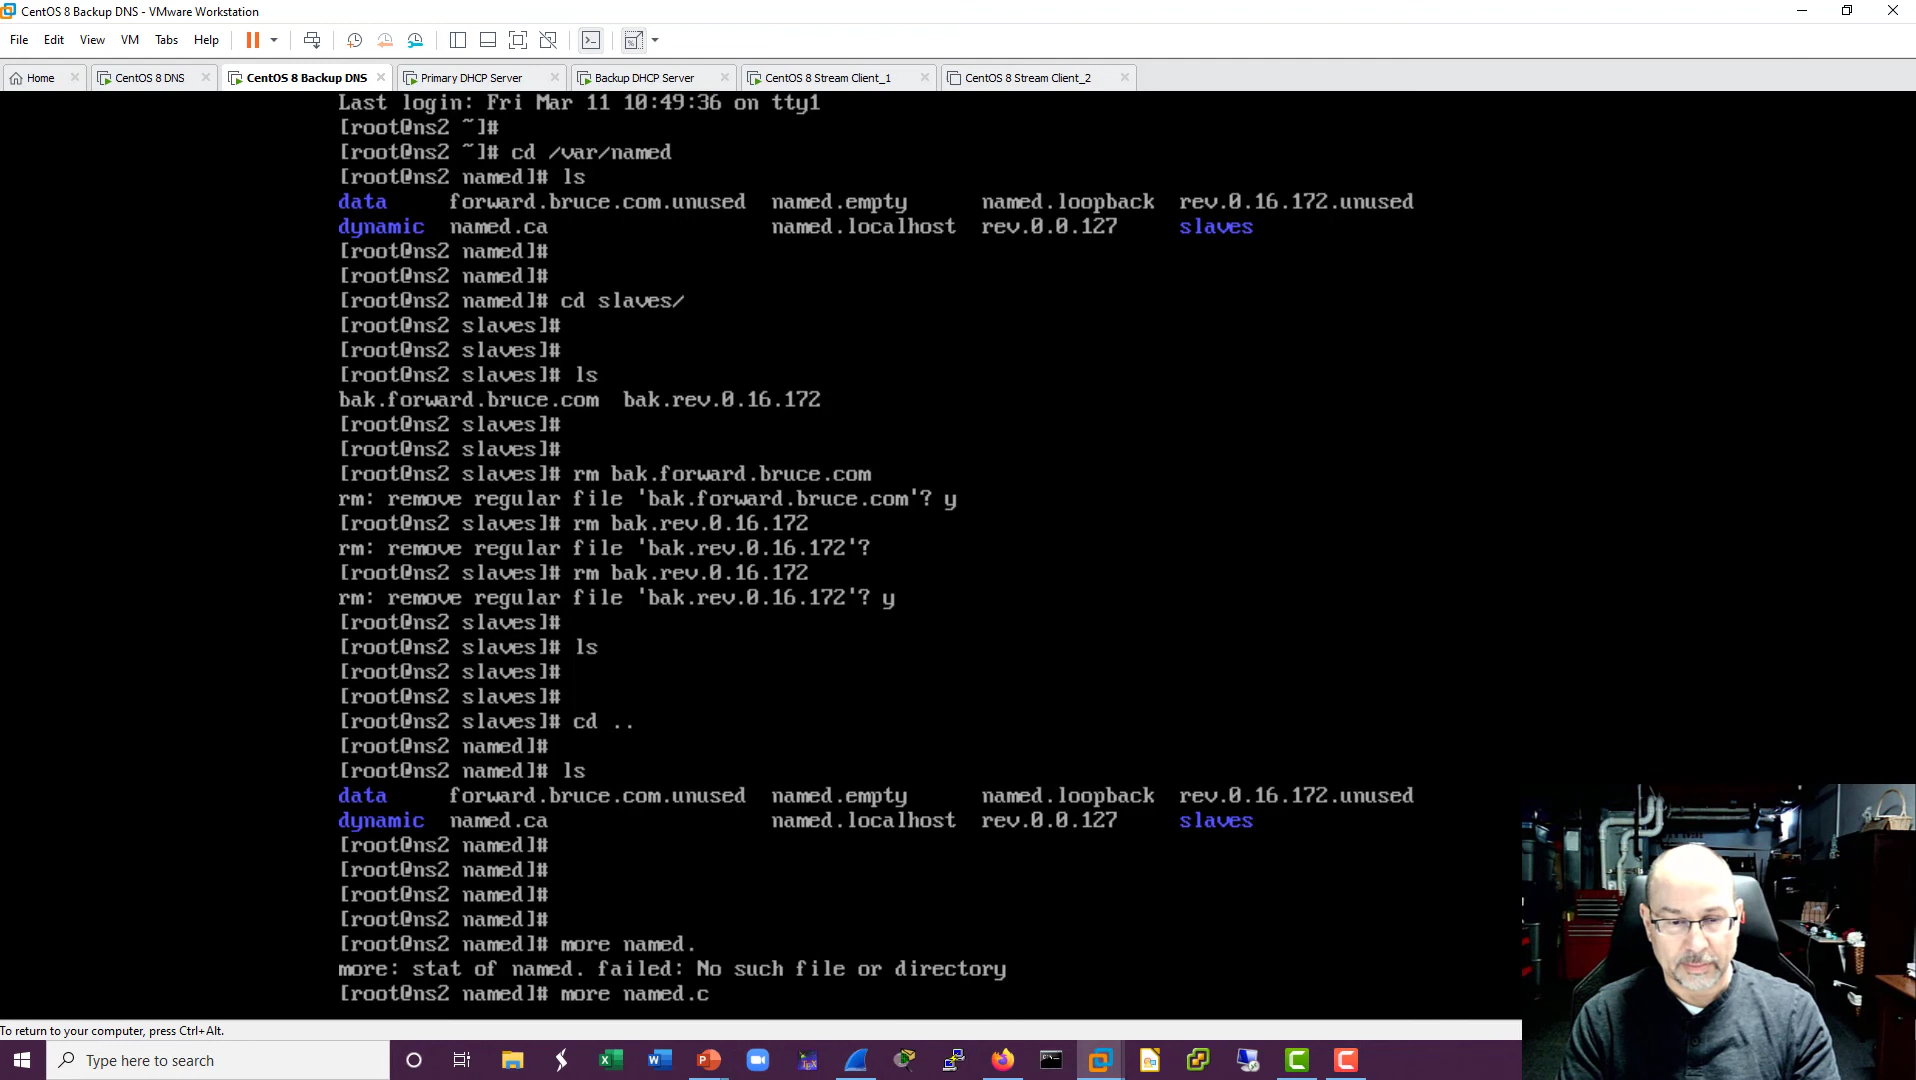 CentOS 8 Backup DNS - VMware Workstation
File Edit View VM Tabs Help
Home CentOS 8 DNS CentOS 8 Backup DNS Primary DHCP Server Backup DHCP Server CentOS 8 Stream Client_1 CentOS 8 Stream Client_2
Last login: Fri Mar 11 10:49:36 on tty1
[root@ns2 ~]#
[root@ns2 ~]# cd /var/named
[root@ns2 named]# ls
data forward.bruce.com.unused named.empty named.loopback rev.0.16.172.unused
dynamic named.ca named.localhost rev.0.0.127 slaves
[root@ns2 named]#
[root@ns2 named]#
[root@ns2 named]# cd slaves/
[root@ns2 slaves]#
[root@ns2 slaves]#
[root@ns2 slaves]# ls
bak.forward.bruce.com bak.rev.0.16.172
[root@ns2 slaves]#
[root@ns2 slaves]#
[root@ns2 slaves]# rm bak.forward.bruce.com
rm: remove regular file 'bak.forward.bruce.com'? y
[root@ns2 slaves]# rm bak.rev.0.16.172
rm: remove regular file 'bak.rev.0.16.172'?
[root@ns2 slaves]# rm bak.rev.0.16.172
rm: remove regular file 'bak.rev.0.16.172'? y
[root@ns2 slaves]#
[root@ns2 slaves]# ls
[root@ns2 slaves]#
[root@ns2 slaves]#
[root@ns2 slaves]# cd ..
[root@ns2 named]#
[root@ns2 named]# ls
data forward.bruce.com.unused named.empty named.loopback rev.0.16.172.unused
dynamic named.ca named.localhost rev.0.0.127 slaves
[root@ns2 named]#
[root@ns2 named]#
[root@ns2 named]#
[root@ns2 named]#
[root@ns2 named]# more named.
more: stat of named. failed: No such file or directory
[root@ns2 named]# more named.c
To return to your computer, press Ctrl+Alt.
Type here to search